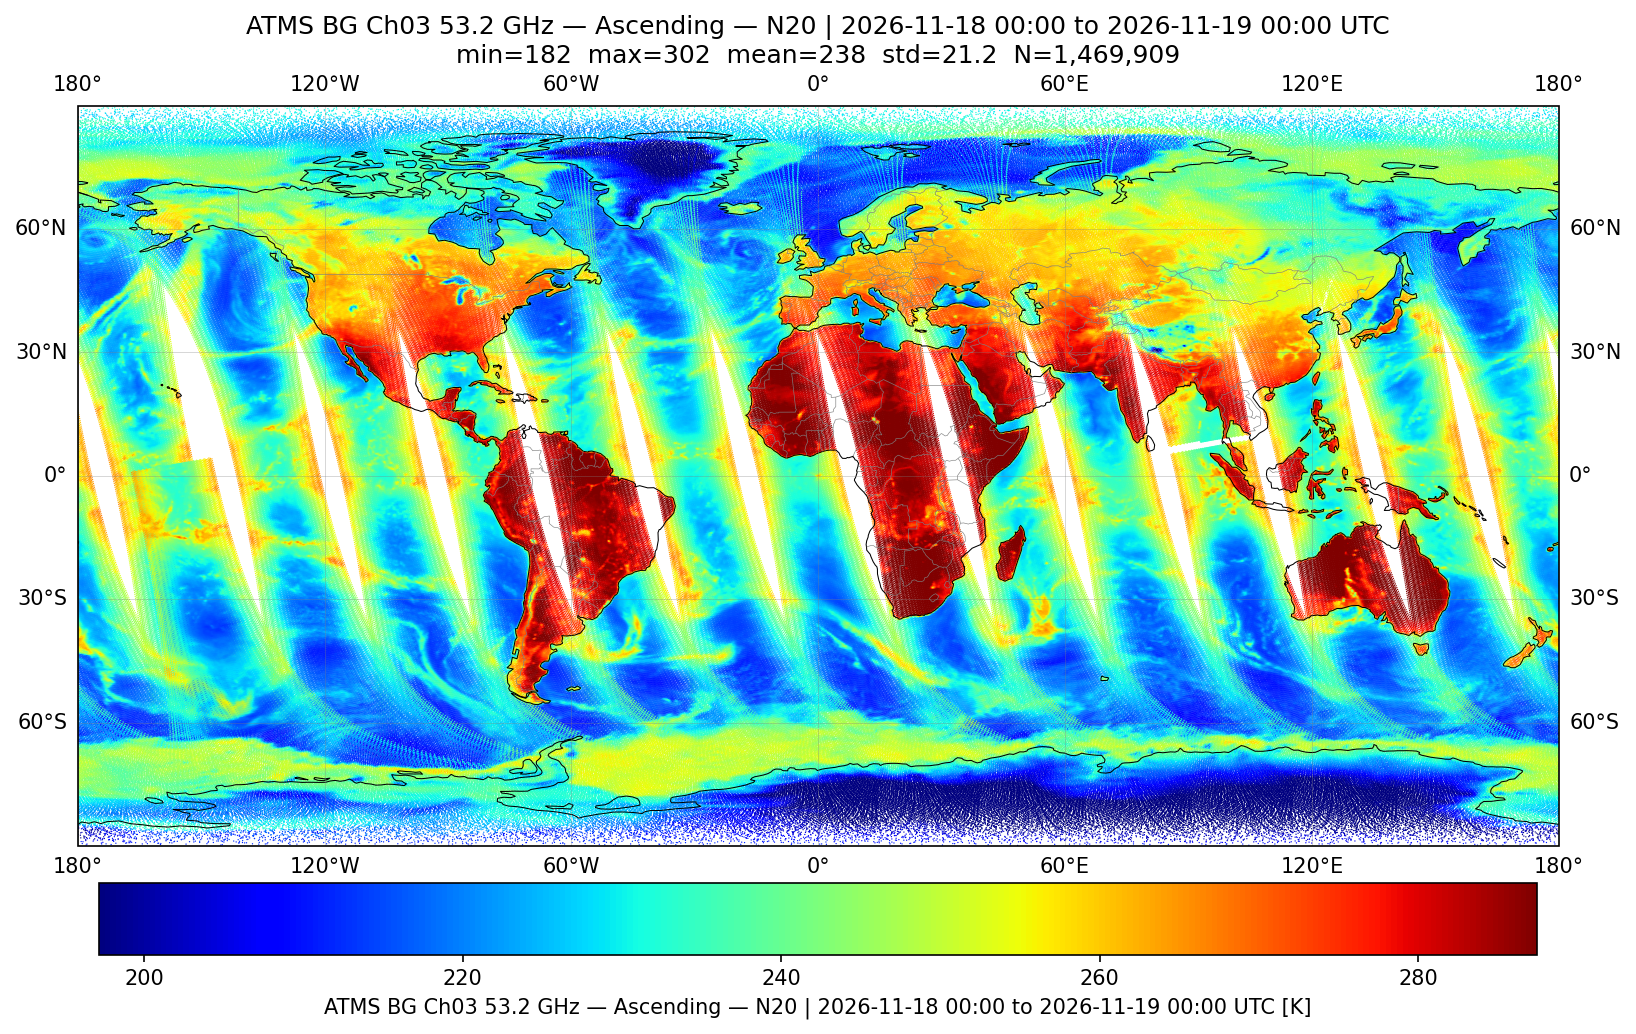 ATMS BG Ch03 53.2 GHz — Ascending — N20 | 2026-11-18 00:00 to 2026-11-19 00:00 UTC
min=182 max=302 mean=238 std=21.2 N=1,469,909
180° 120°W 60°W 0° 60°E 120°E 180°
60°N 60°N
30°N 30°N
0° 0°
30°S 30°S
60°S 60°S
180° 120°W 60°W 0° 60°E 120°E 180°
200 220 240 260 280
ATMS BG Ch03 53.2 GHz — Ascending — N20 | 2026-11-18 00:00 to 2026-11-19 00:00 UTC [K]